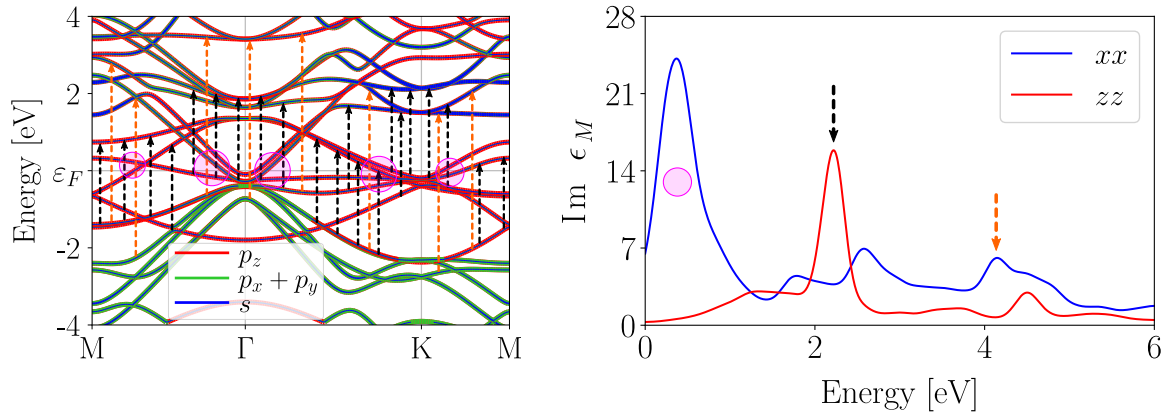 4
2
ε_F
-2
-4
Energy [eV]
p_z
p_x + p_y
s
M Γ K M
28
21
14
7
0
Im ϵ_M
xx
zz
0 2 4 6
Energy [eV]